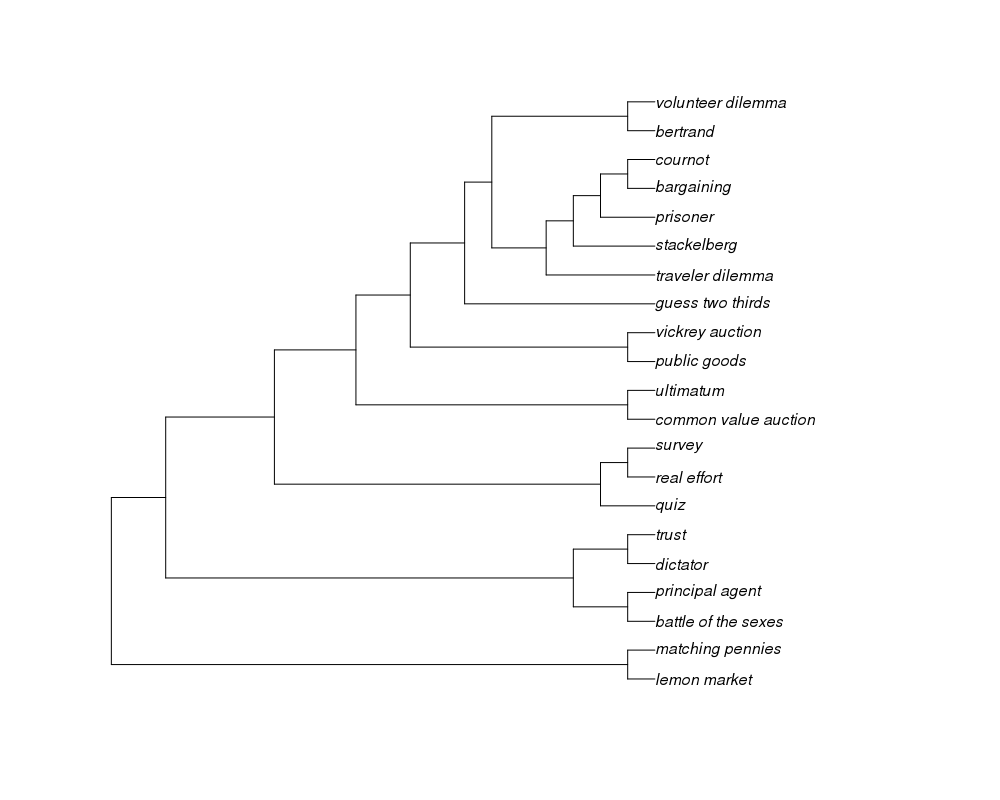 volunteer dilemma
bertrand
cournot
bargaining
prisoner
stackelberg
traveler dilemma
guess two thirds
vickrey auction
public goods
ultimatum
common value auction
survey
real effort
quiz
trust
dictator
principal agent
battle of the sexes
matching pennies
lemon market